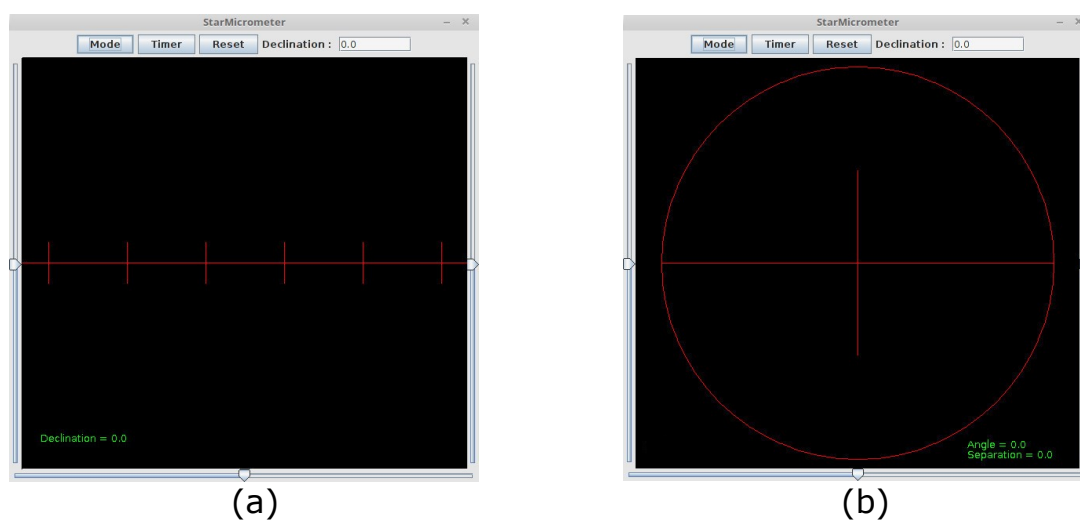 StarMicrometer
Mode Timer Reset Declination : 0.0
Declination = 0.0
(a)
StarMicrometer
Mode Timer Reset Declination : 0.0
Angle = 0.0
Separation = 0.0
(b)